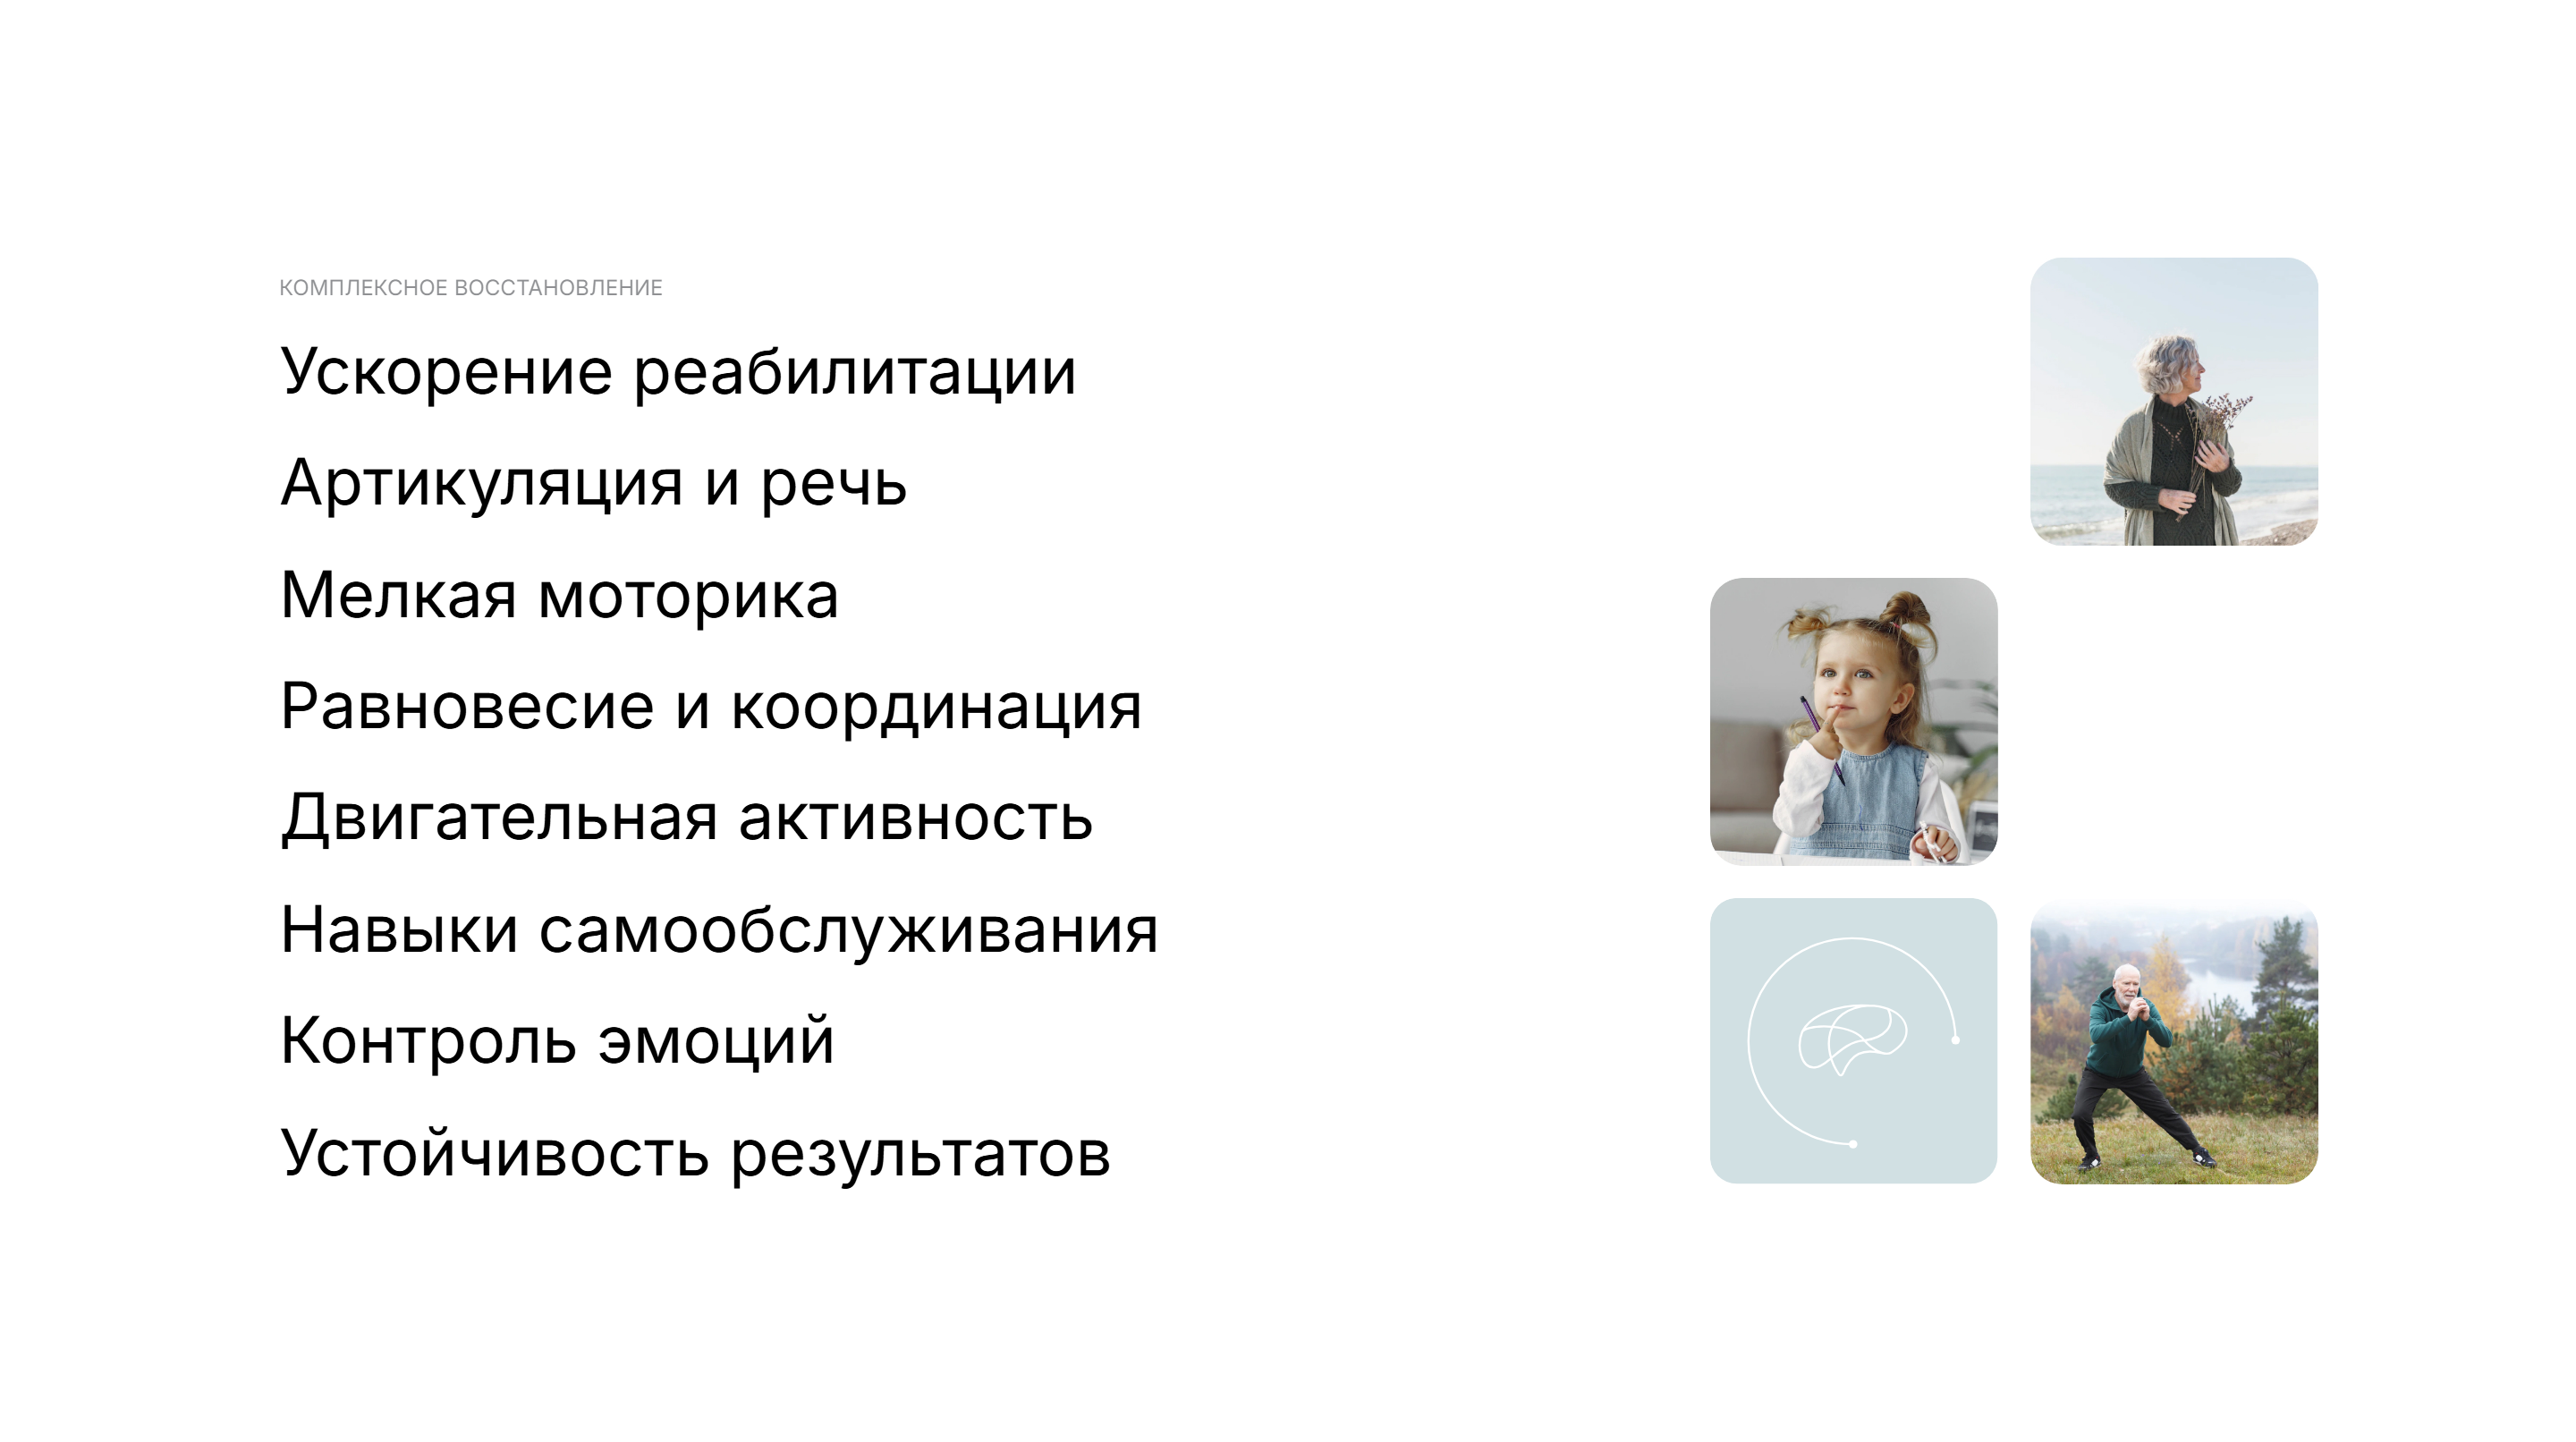 КОМПЛЕКСНОЕ ВОССТАНОВЛЕНИЕ
Ускорение реабилитации
Артикуляция и речь
Мелкая моторика
Равновесие и координация
Двигательная активность
Навыки самообслуживания
Контроль эмоций
Устойчивость результатов